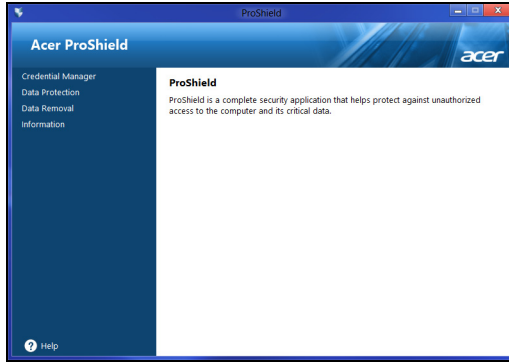 ProShield
Acer ProShield
acer
Credential Manager
Data Protection
Data Removal
Information
ProShield
ProShield is a complete security application that helps protect against unauthorized
access to the computer and its critical data.
? Help